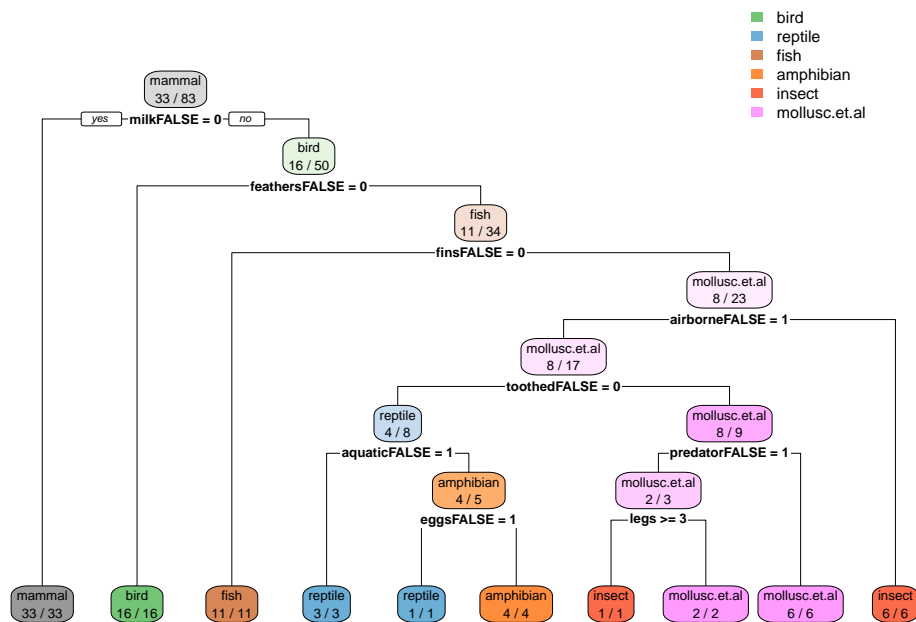 bird
reptile
fish
amphibian
insect
mollusc.et.al
mammal
33 / 83
yes milkFALSE = 0 no
bird
16 / 50
feathersFALSE = 0
fish
11 / 34
finsFALSE = 0
mollusc.et.al
8 / 23
airborneFALSE = 1
mollusc.et.al
8 / 17
toothedFALSE = 0
reptile
4 / 8
mollusc.et.al
8 / 9
aquaticFALSE = 1
predatorFALSE = 1
amphibian
4 / 5
mollusc.et.al
2 / 3
eggsFALSE = 1
legs >= 3
mammal
33 / 33
bird
16 / 16
fish
11 / 11
reptile
3 / 3
reptile
1 / 1
amphibian
4 / 4
insect
1 / 1
mollusc.et.al
2 / 2
mollusc.et.al
6 / 6
insect
6 / 6